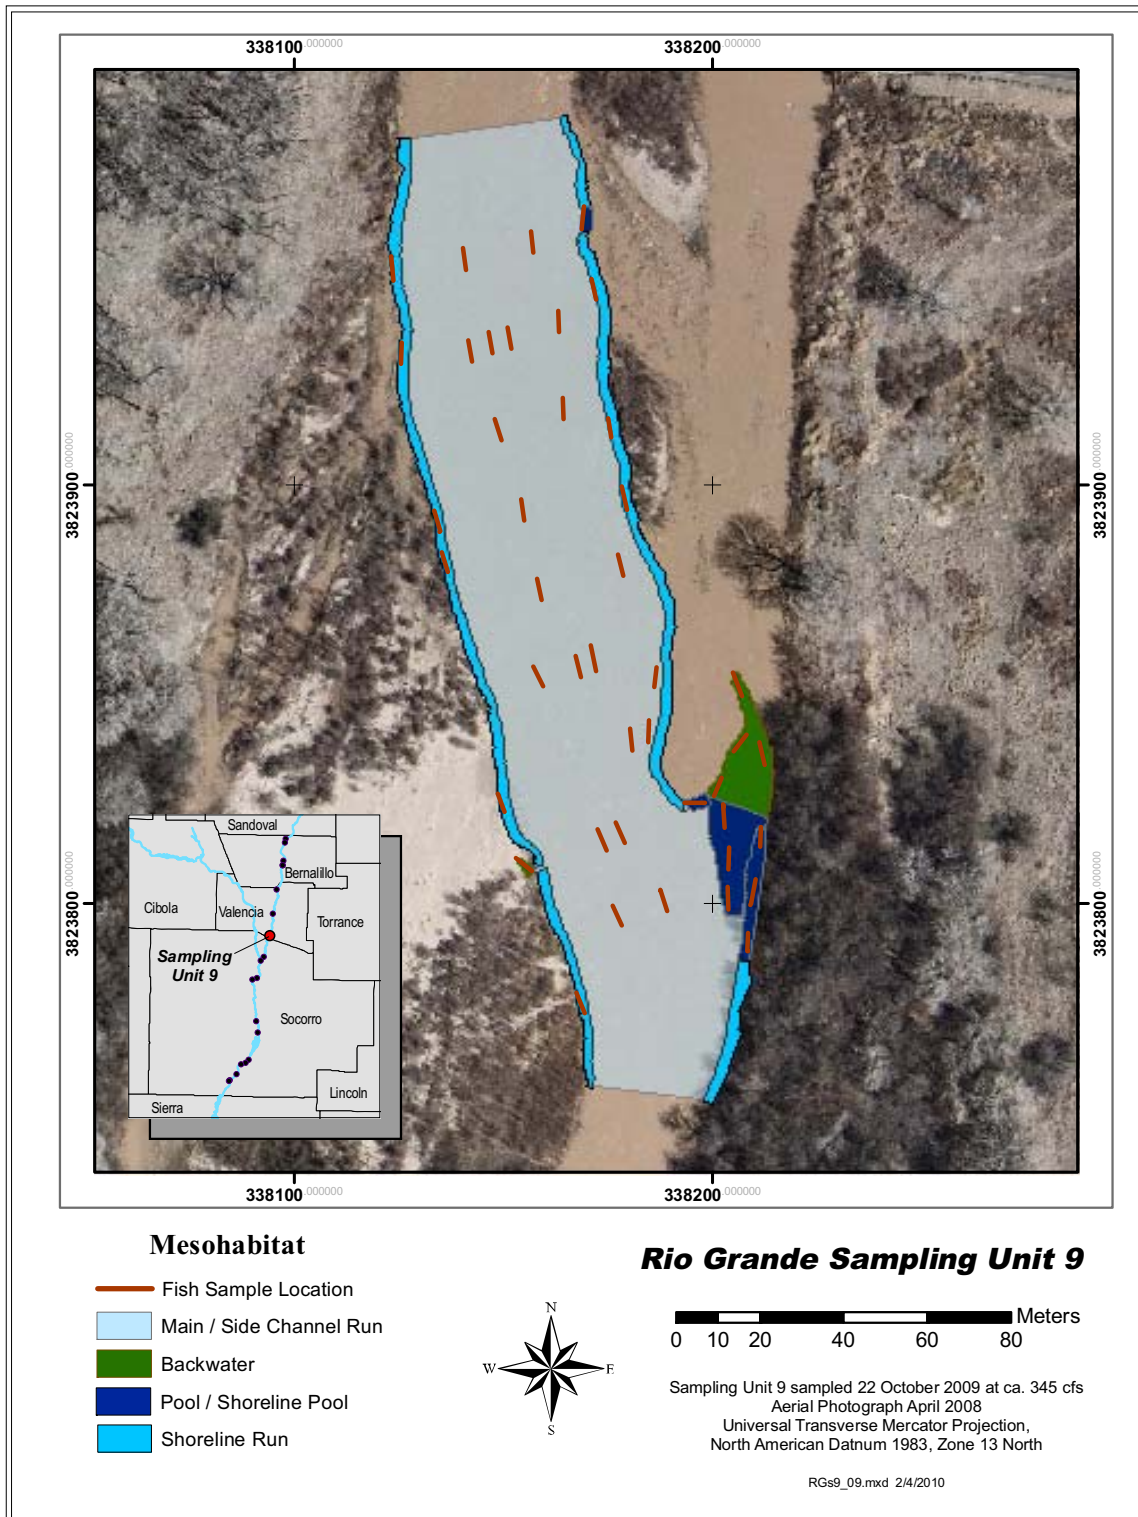 338100.000000
338200.000000
3823900.000000
3823900.000000
3823800.000000
3823800.000000
Sandoval
Bernalillo
Cibola
Valencia
Torrance
Sampling
Unit 9
Socorro
Lincoln
Sierra
338100.000000
338200.000000
Mesohabitat
Fish Sample Location
Main / Side Channel Run
Backwater
Pool / Shoreline Pool
Shoreline Run
N
W
E
S
Rio Grande Sampling Unit 9
Meters
0 10 20 40 60 80
Sampling Unit 9 sampled 22 October 2009 at ca. 345 cfs
Aerial Photograph April 2008
Universal Transverse Mercator Projection,
North American Datnum 1983, Zone 13 North
RGs9_09.mxd 2/4/2010